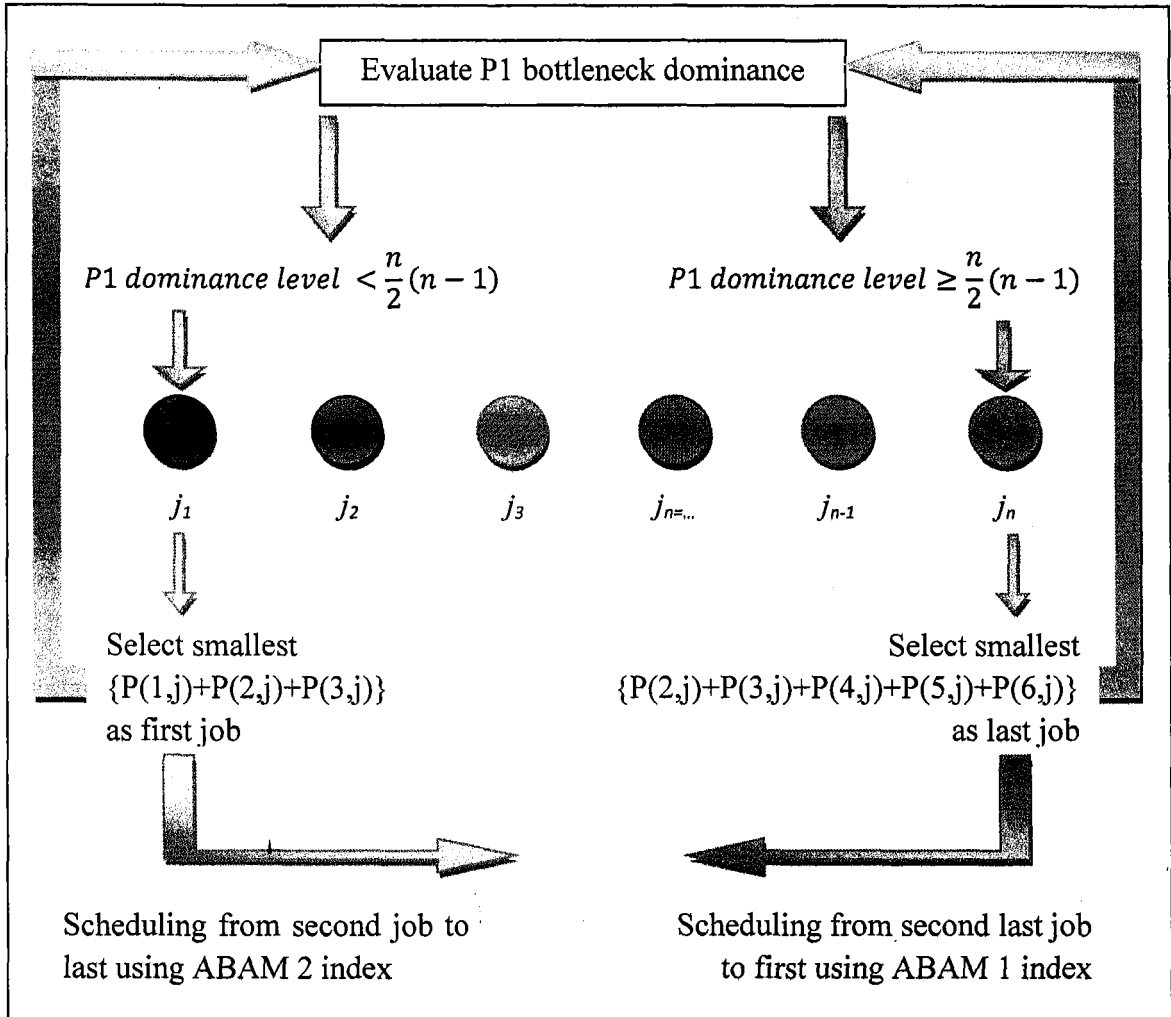 Evaluate P1 bottleneck dominance
P1 dominance level < n/2 (n − 1)
P1 dominance level ≥ n/2 (n − 1)
j1 j2 j3 jn=... jn-1 jn
Select smallest
{P(1,j)+P(2,j)+P(3,j)}
as first job
Select smallest
{P(2,j)+P(3,j)+P(4,j)+P(5,j)+P(6,j)}
as last job
Scheduling from second job to
last using ABAM 2 index
Scheduling from second last job
to first using ABAM 1 index